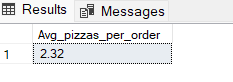 Results Messages
Avg_pizzas_per_order
1 2.32